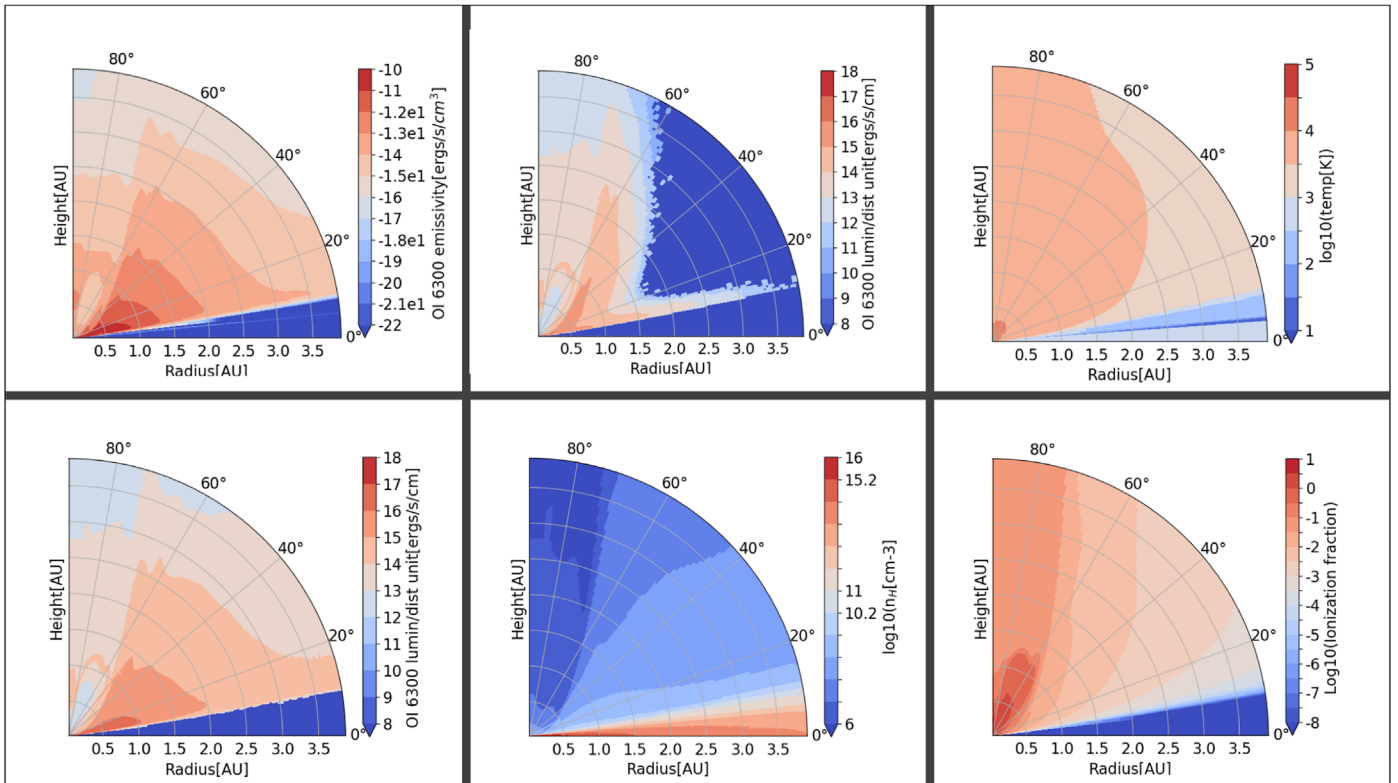 80°
60°
40°
20°
0°
Height[AU]
0.5 1.0 1.5 2.0 2.5 3.0 3.5
Radius[AU]
-10
-11
-1.2e1
-1.3e1
-14
-1.5e1
-16
-17
-1.8e1
-19
-20
-2.1e1
-22
OI 6300 emissivity[ergs/s/cm³]
80°
60°
40°
20°
0°
Height[AU]
0.5 1.0 1.5 2.0 2.5 3.0 3.5
Radius[AU]
18
17
16
15
14
13
12
11
10
9
8
OI 6300 lumin/dist unit[ergs/s/cm]
80°
60°
40°
20°
0°
Height[AU]
0.5 1.0 1.5 2.0 2.5 3.0 3.5
Radius[AU]
5
4
3
2
1
log10(temp[K])
80°
60°
40°
20°
0°
Height[AU]
0.5 1.0 1.5 2.0 2.5 3.0 3.5
Radius[AU]
18
17
16
15
14
13
12
11
10
9
8
OI 6300 lumin/dist unit[ergs/s/cm]
80°
60°
40°
20°
0°
Height[AU]
0.5 1.0 1.5 2.0 2.5 3.0 3.5
Radius[AU]
16
15.2
11
10.2
6
log10(n_H[cm-3]
80°
60°
40°
20°
0°
Height[AU]
0.5 1.0 1.5 2.0 2.5 3.0 3.5
Radius[AU]
1
0
-1
-2
-3
-4
-5
-6
-7
-8
Log10(Ionization fraction)